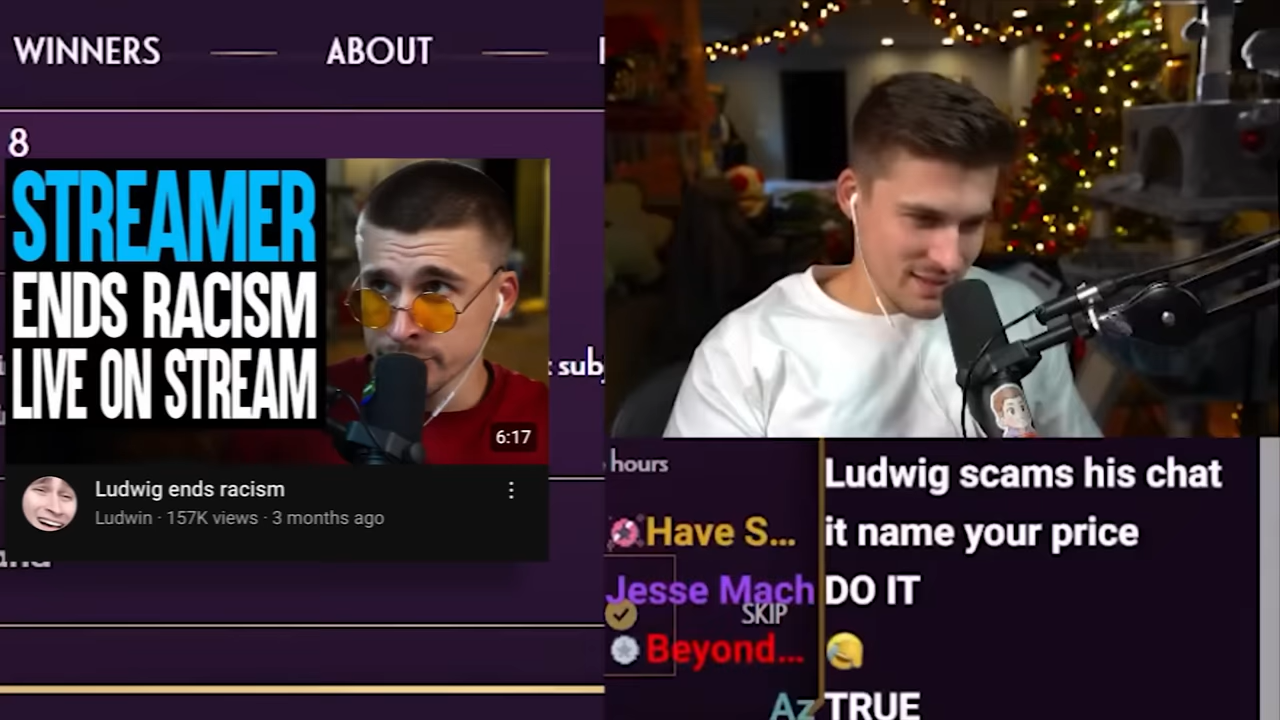 WINNERS
ABOUT
8
STREAMER
ENDS RACISM
LIVE ON STREAM
6:17
Ludwig ends racism
Ludwin · 157K views · 3 months ago
hours
Ludwig scams his chat
Have S... it name your price
Jesse Mach DO IT
SKIP
Beyond...
Az TRUE